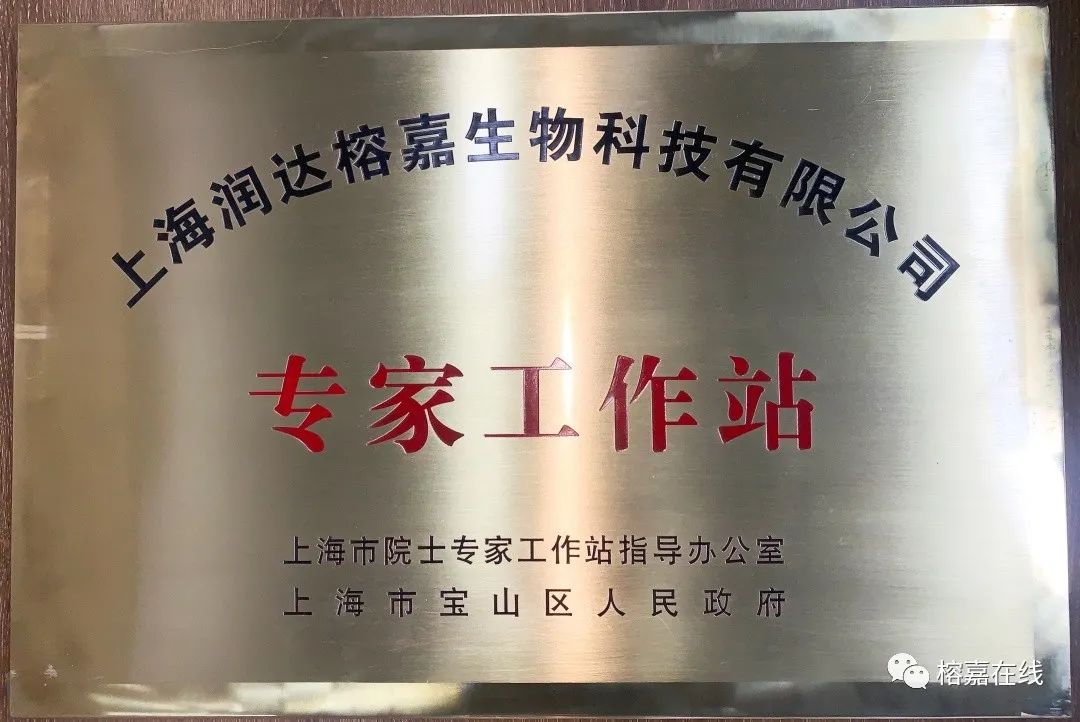 上海润达榕嘉生物科技有限公司
专家工作站
上海市院士专家工作站指导办公室
上海市宝山区人民政府
榕嘉在线